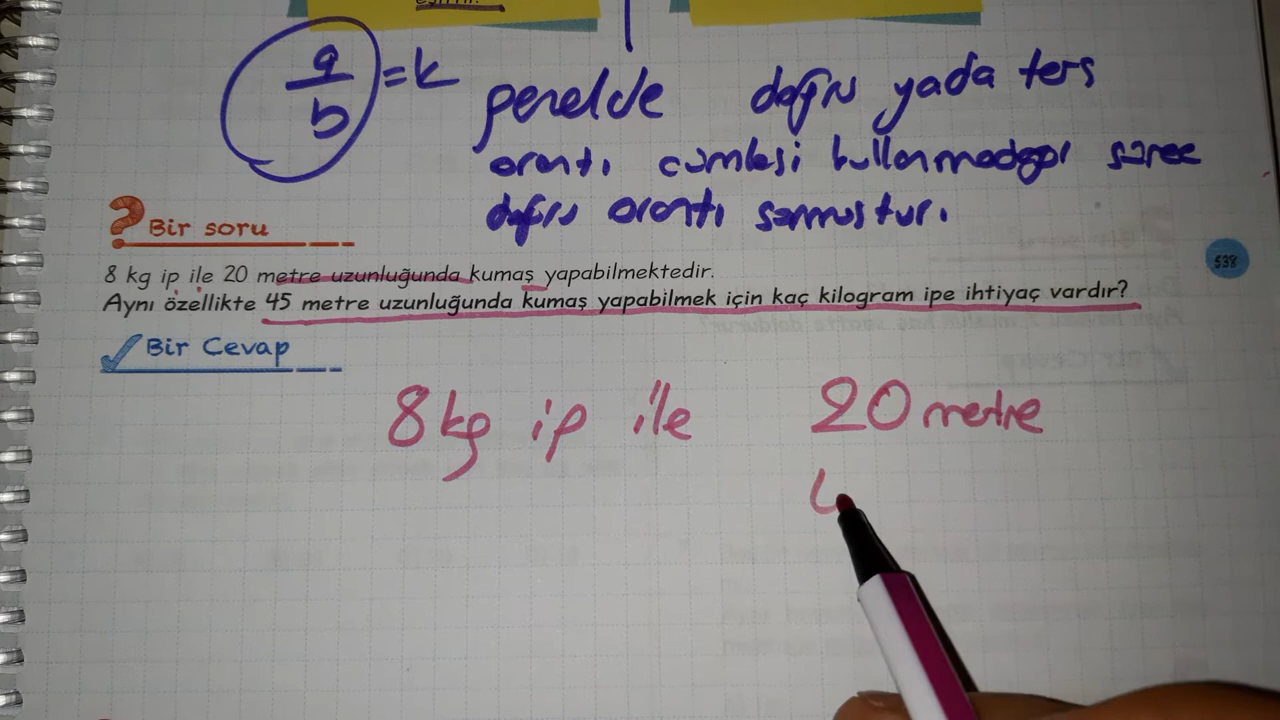 a/b = k
genelde doğru yada ters
orantı cümlesi kullanmadığı sürece
doğru orantı sormuştur.
? Bir soru
8 kg ip ile 20 metre uzunluğunda kumaş yapabilmektedir.
Aynı özellikte 45 metre uzunluğunda kumaş yapabilmek için kaç kilogram ipe ihtiyaç vardır?
538
Bir Cevap
8 kg ip ile 20 metre